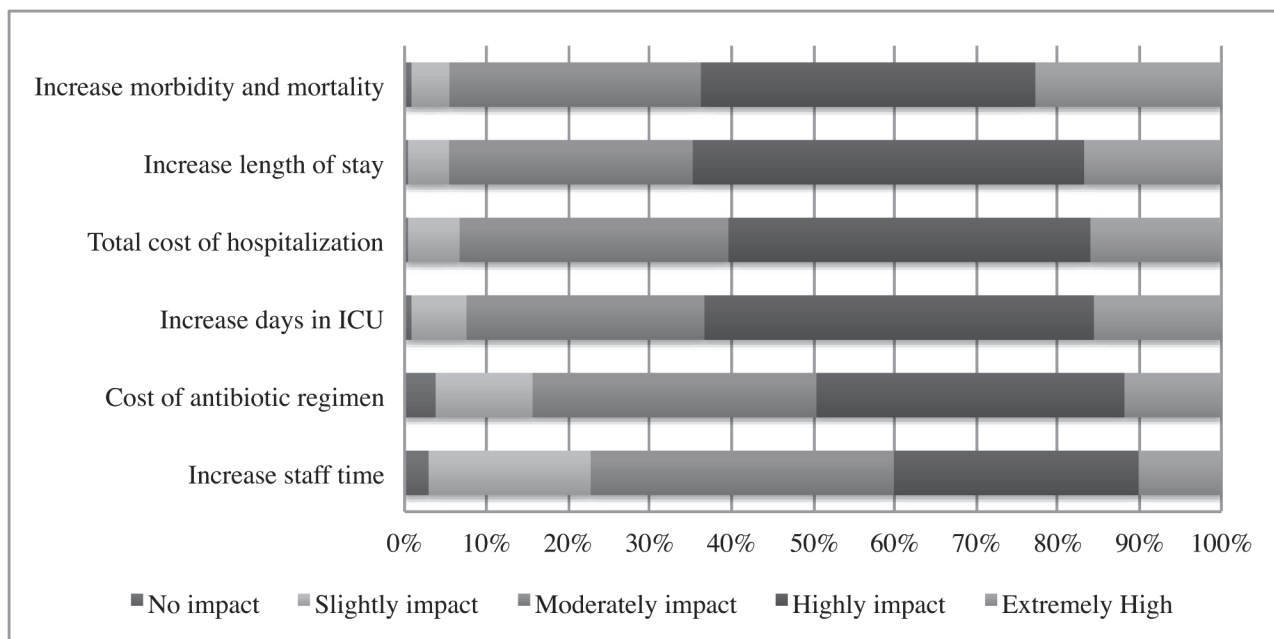 Increase morbidity and mortality
Increase length of stay
Total cost of hospitalization
Increase days in ICU
Cost of antibiotic regimen
Increase staff time
0% 10% 20% 30% 40% 50% 60% 70% 80% 90% 100%
No impact Slightly impact Moderately impact Highly impact Extremely High